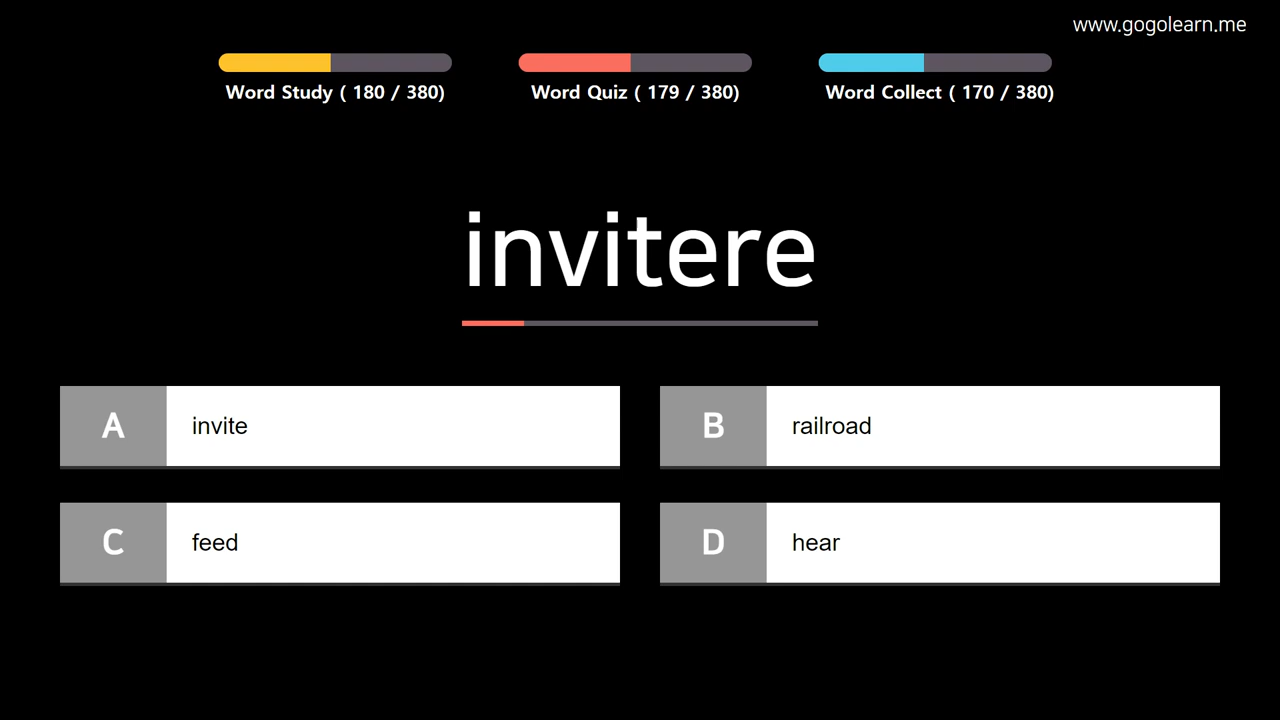 www.gogolearn.me
Word Study ( 180 / 380)
Word Quiz ( 179 / 380)
Word Collect ( 170 / 380)
invitere
A invite
B railroad
C feed
D hear